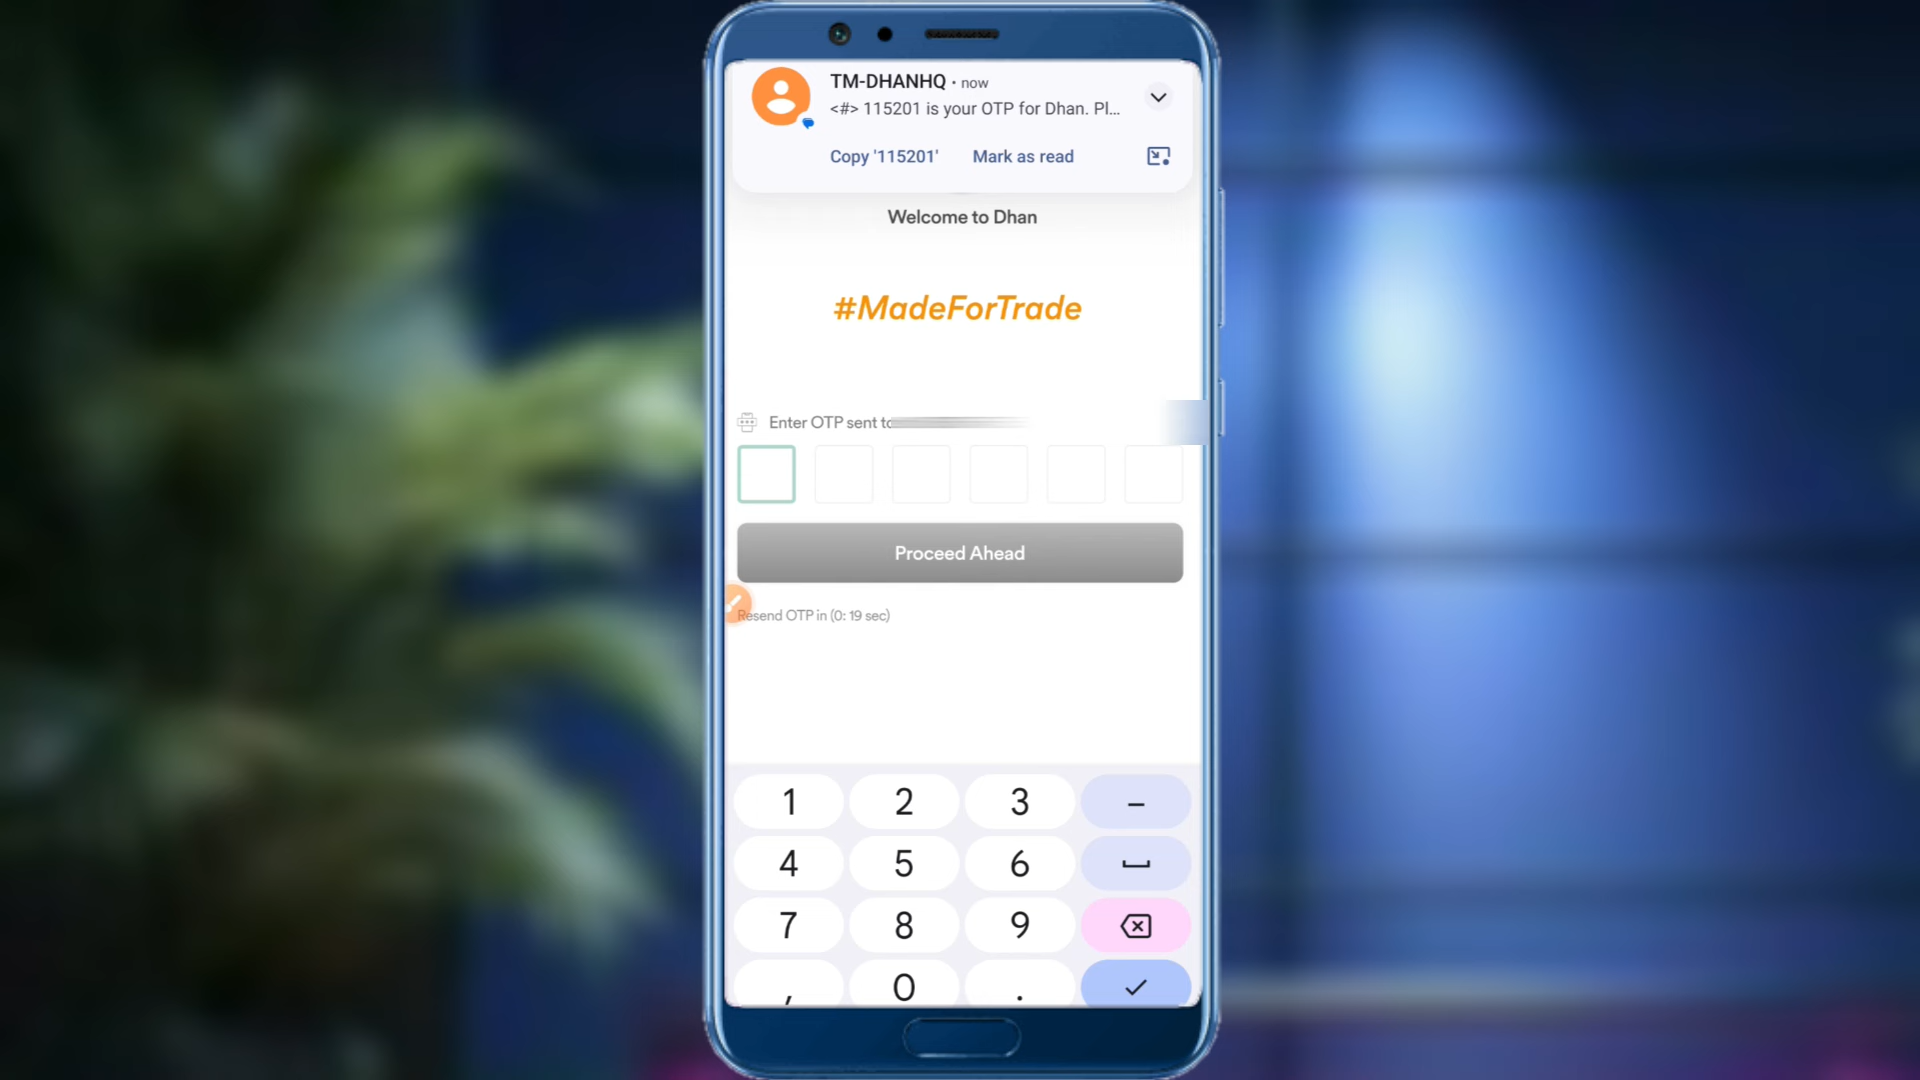 TM-DHANHQ • now
<#> 115201 is your OTP for Dhan. Pl...
Copy '115201' Mark as read
Welcome to Dhan
#MadeForTrade
Enter OTP sent to
Proceed Ahead
Resend OTP in (0: 19 sec)
1 2 3 –
4 5 6
7 8 9
, 0 .